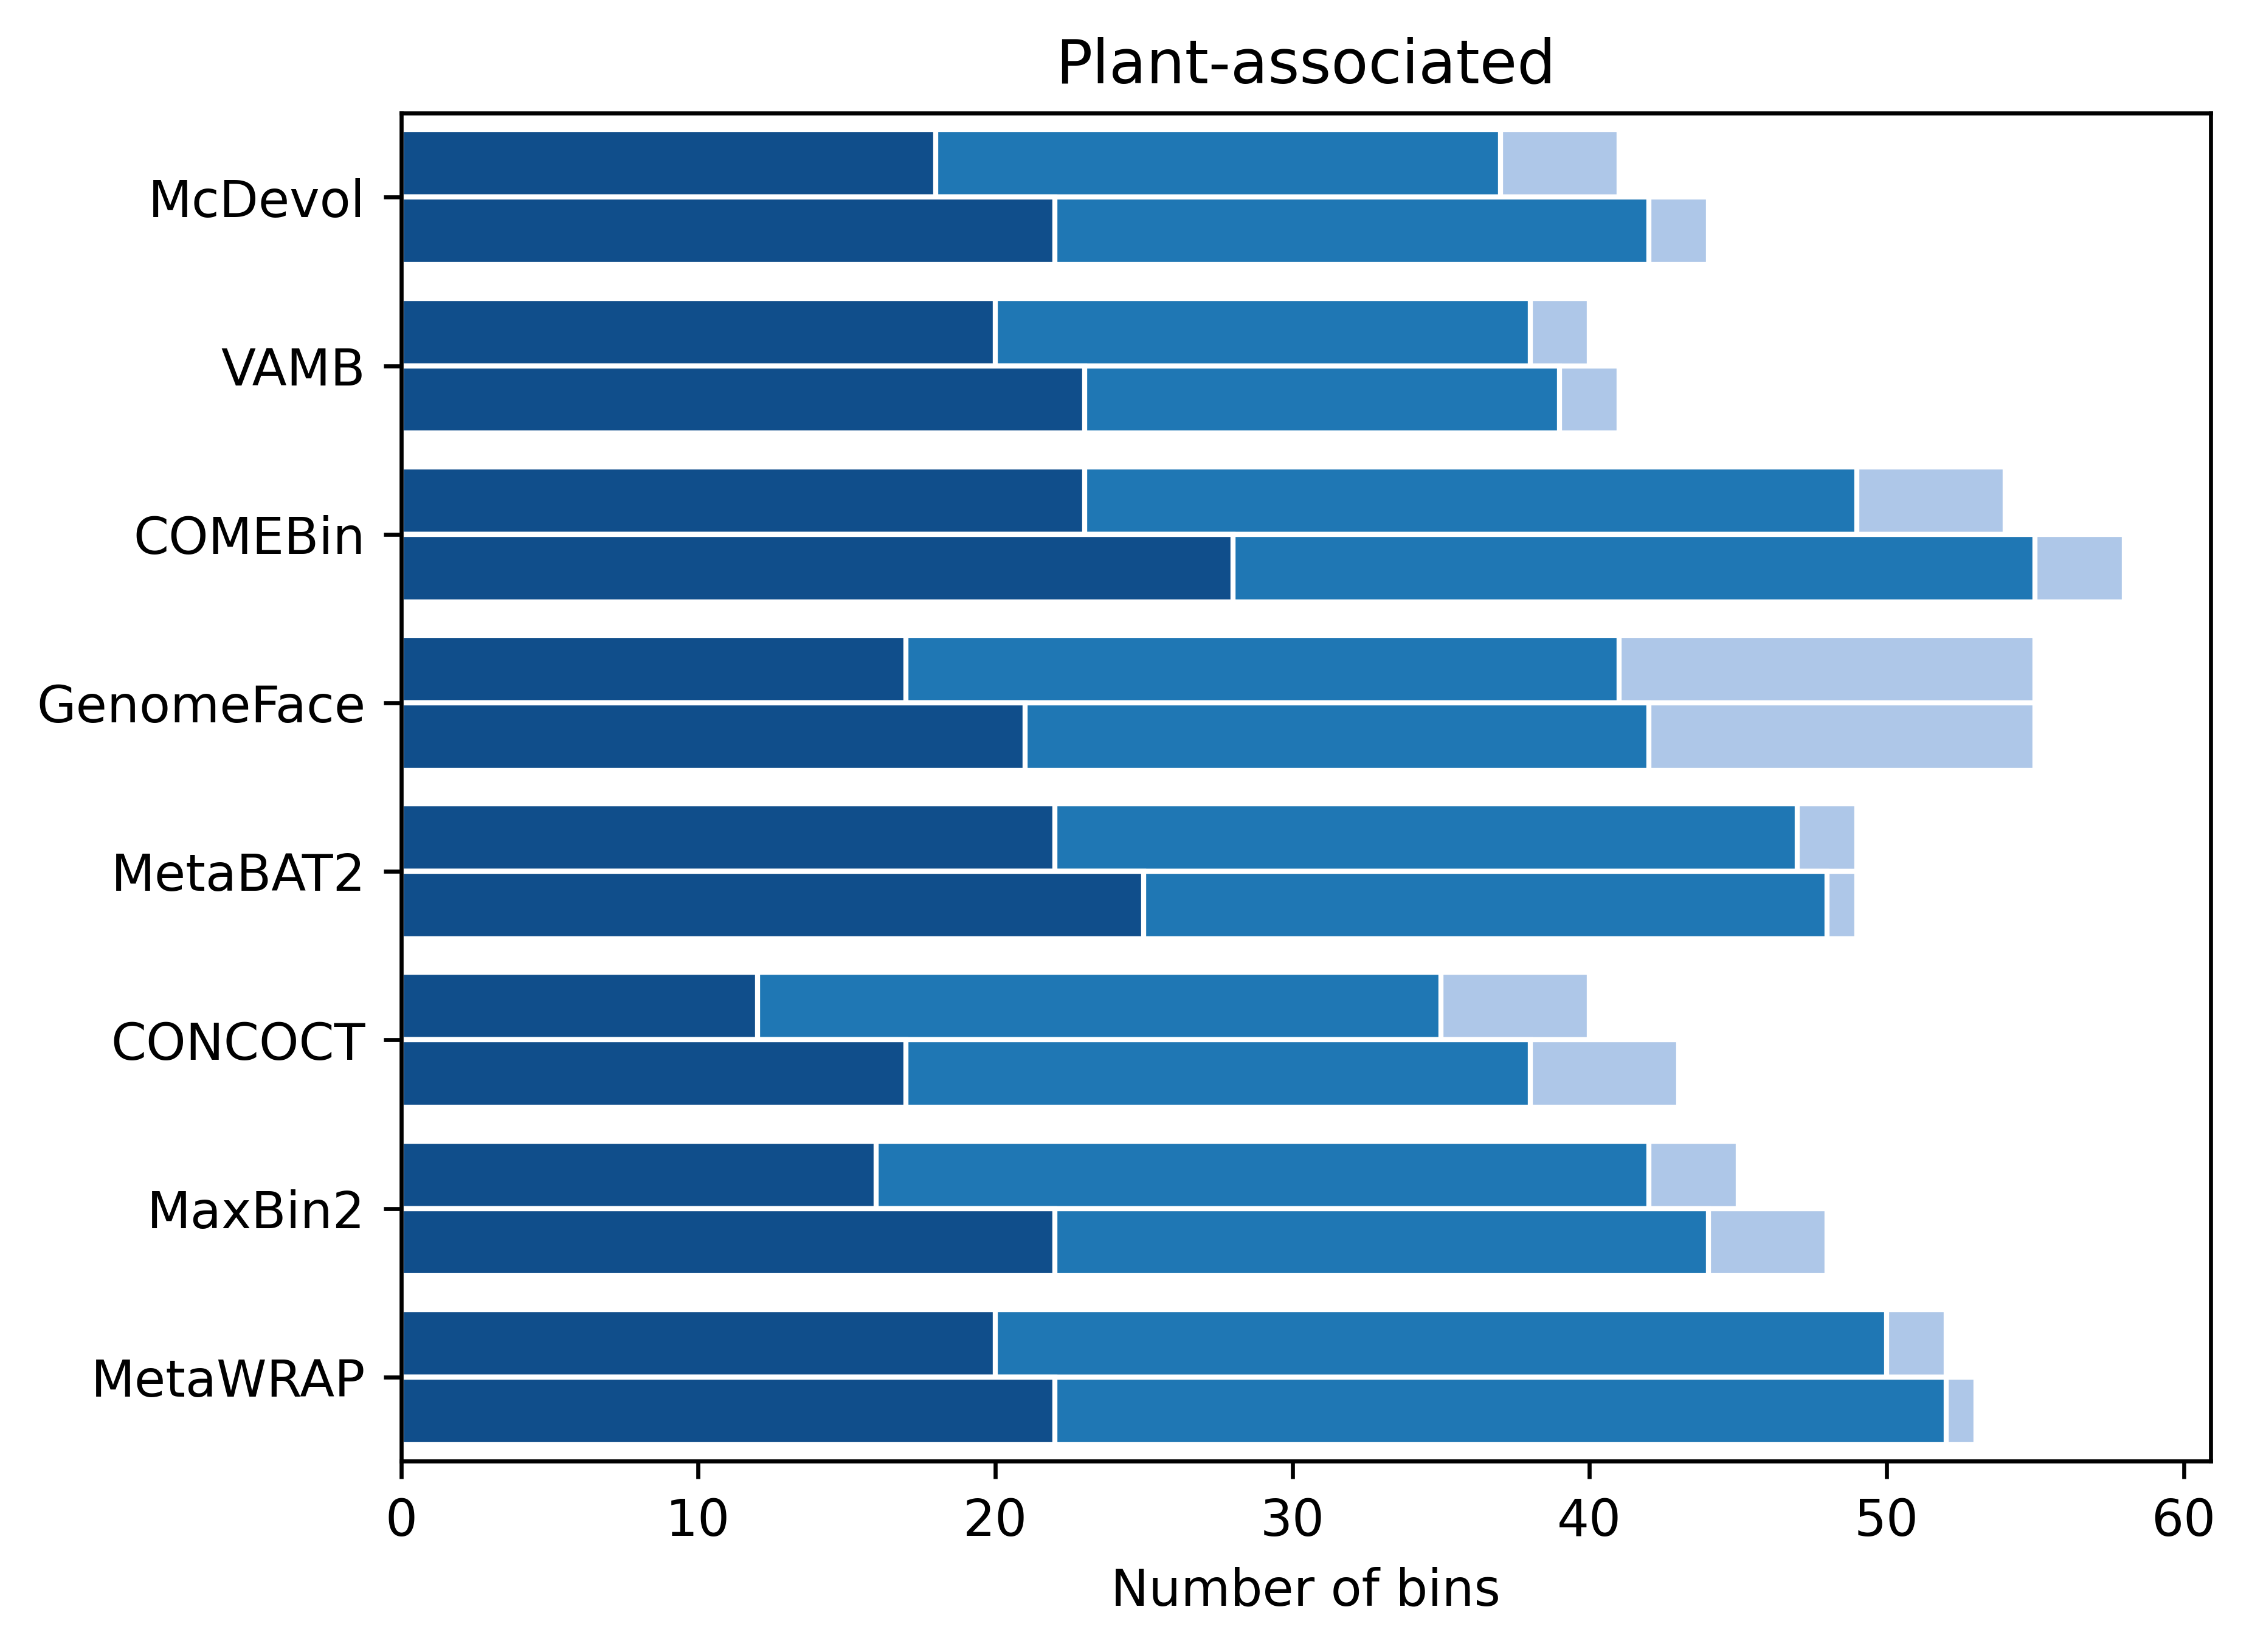 Plant-associated
McDevol
VAMB
COMEBin
GenomeFace
MetaBAT2
CONCOCT
MaxBin2
MetaWRAP
0 10 20 30 40 50 60
Number of bins